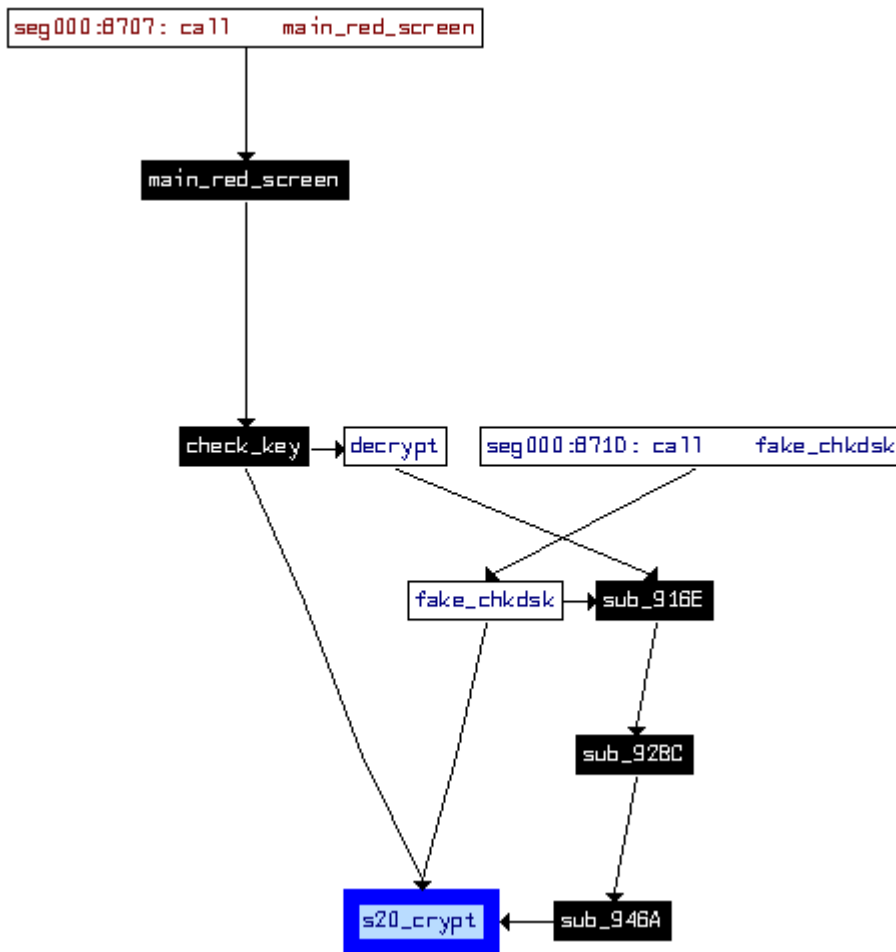 seg000:8707: call main_red_screen
main_red_screen
check_key
decrypt
seg000:871D: call fake_chkdsk
fake_chkdsk
sub_916E
sub_92BC
s20_crypt
sub_946A